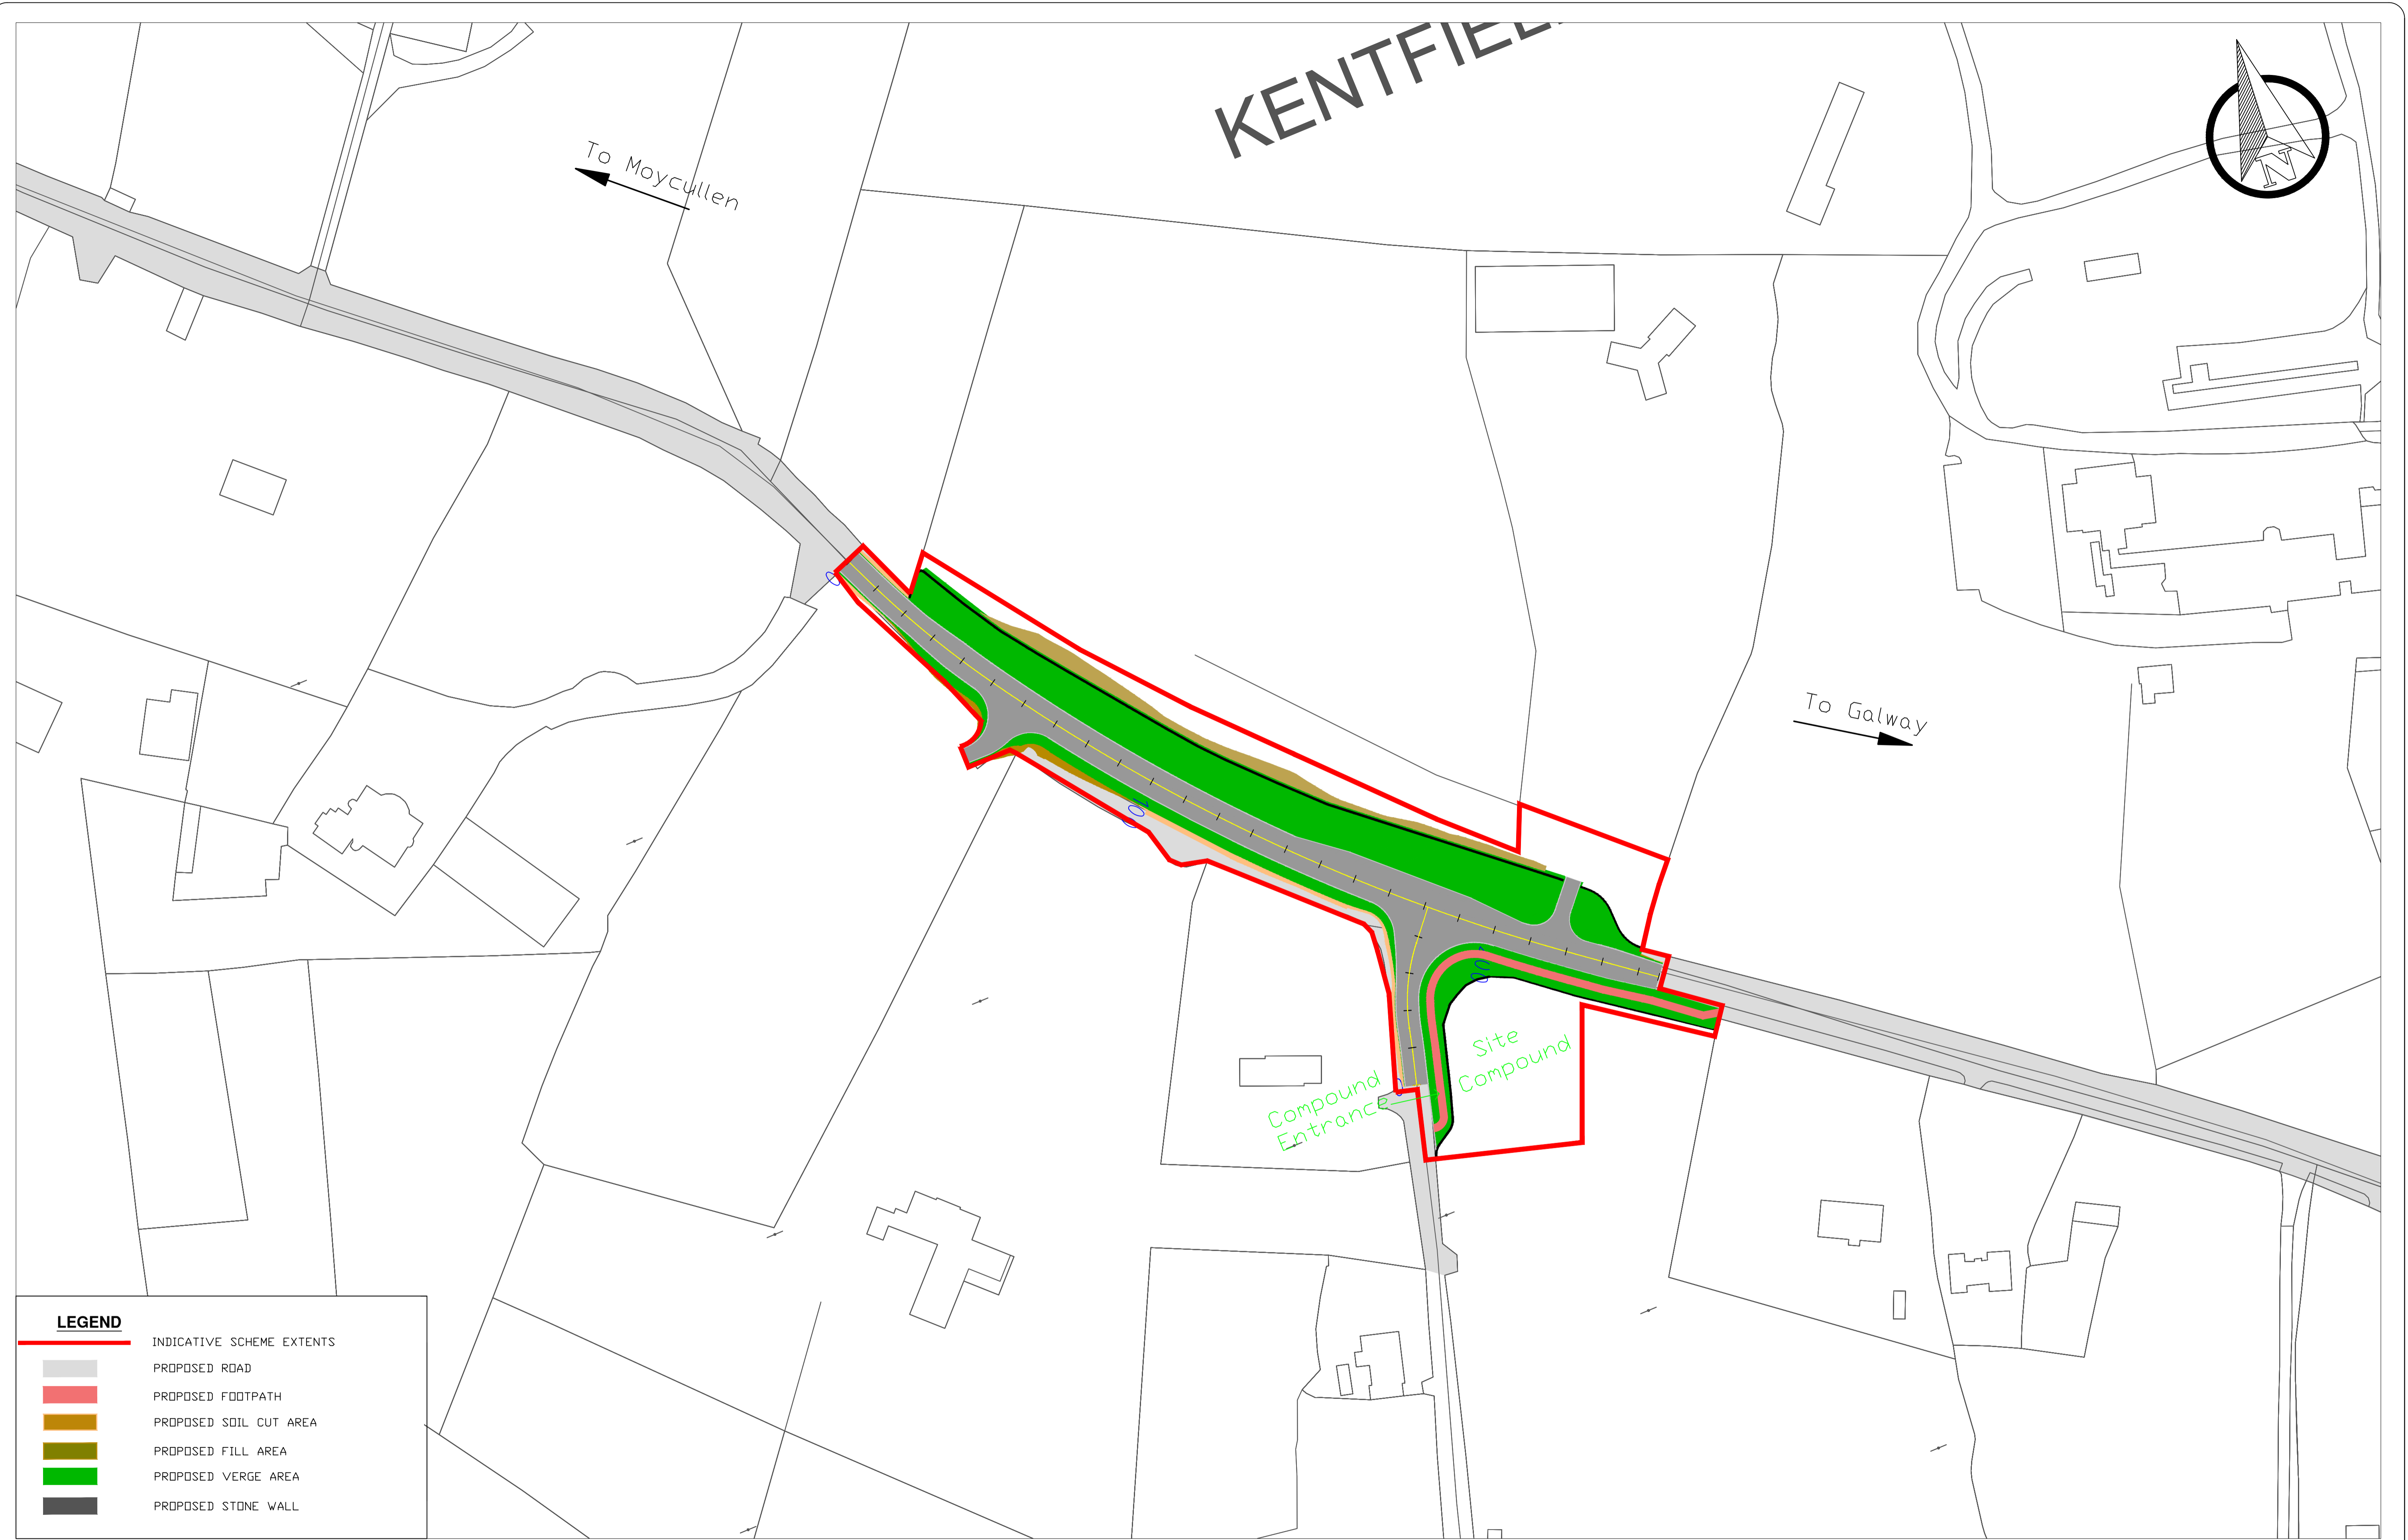 KENTFIEL
N
To Moycullen
To Galway
Site
Compound
Compound
Entrance
LEGEND
INDICATIVE SCHEME EXTENTS
PROPOSED ROAD
PROPOSED FOOTPATH
PROPOSED SOIL CUT AREA
PROPOSED FILL AREA
PROPOSED VERGE AREA
PROPOSED STONE WALL